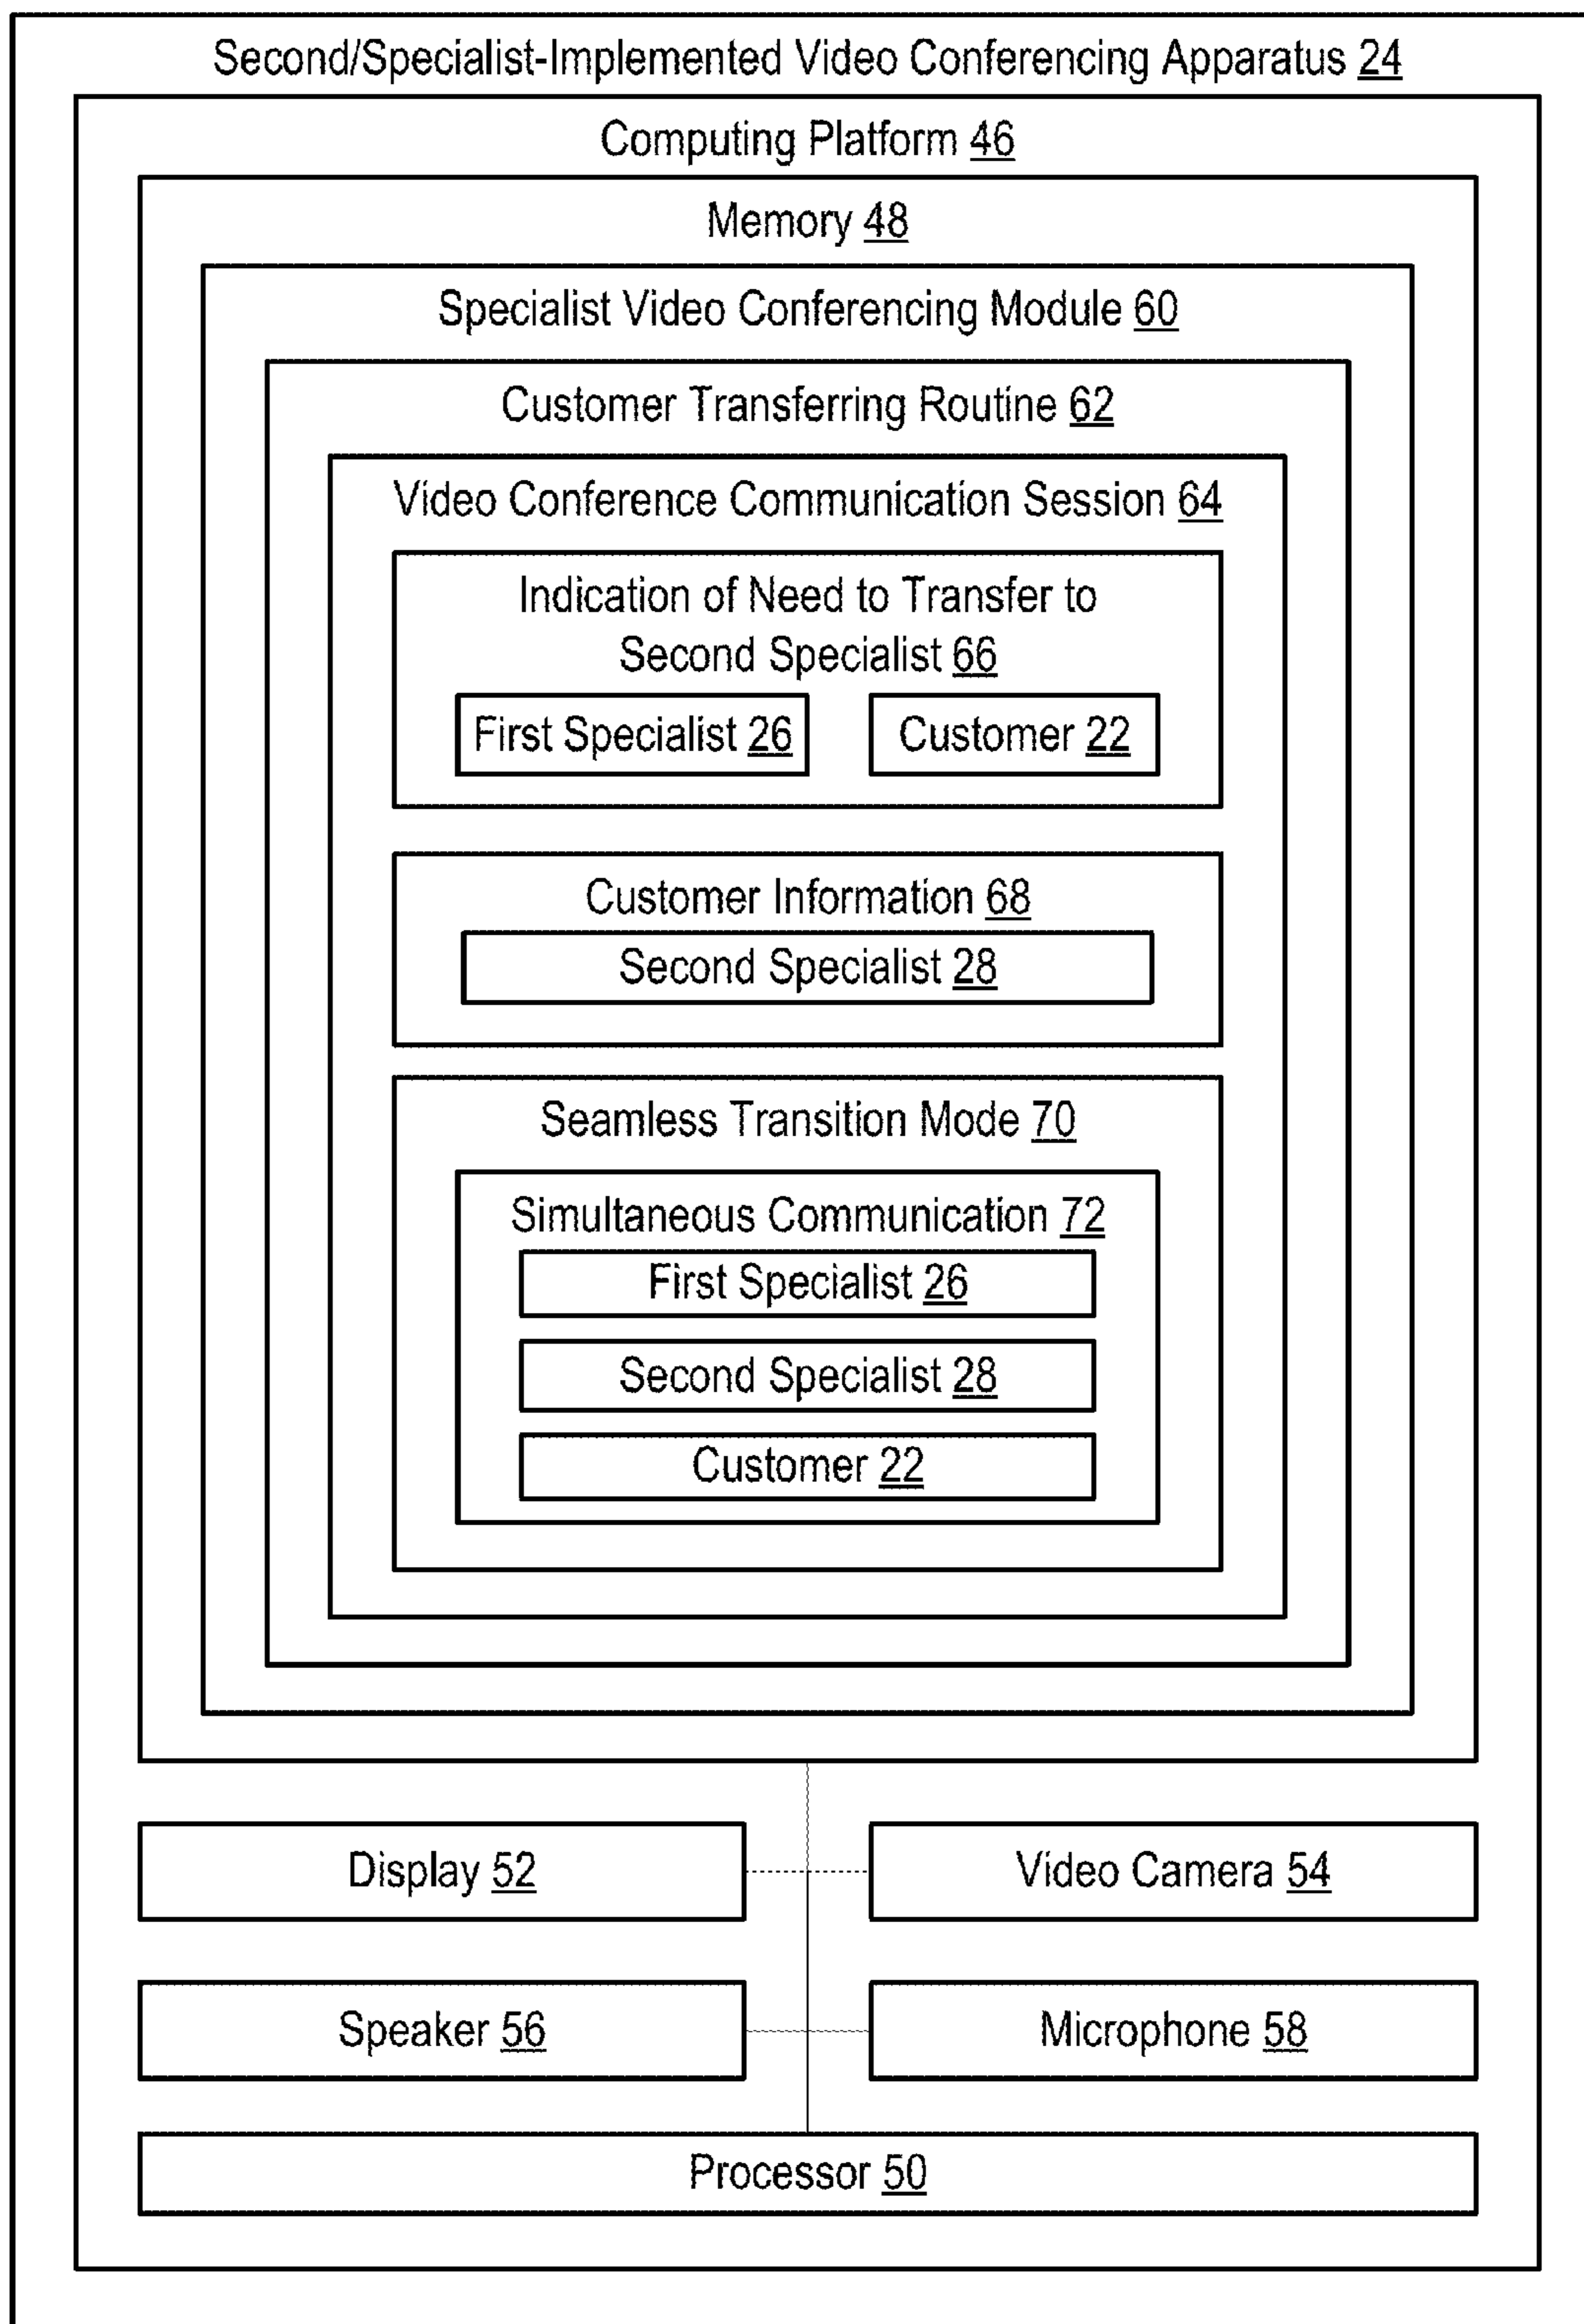 Second/Specialist-Implemented Video Conferencing Apparatus 24
Computing Platform 46
Memory 48
Specialist Video Conferencing Module 60
Customer Transferring Routine 62
Video Conference Communication Session 64
Indication of Need to Transfer to
Second Specialist 66
First Specialist 26
Customer 22
Customer Information 68
Second Specialist 28
Seamless Transition Mode 70
Simultaneous Communication 72
First Specialist 26
Second Specialist 28
Customer 22
Display 52
Video Camera 54
Speaker 56
Microphone 58
Processor 50